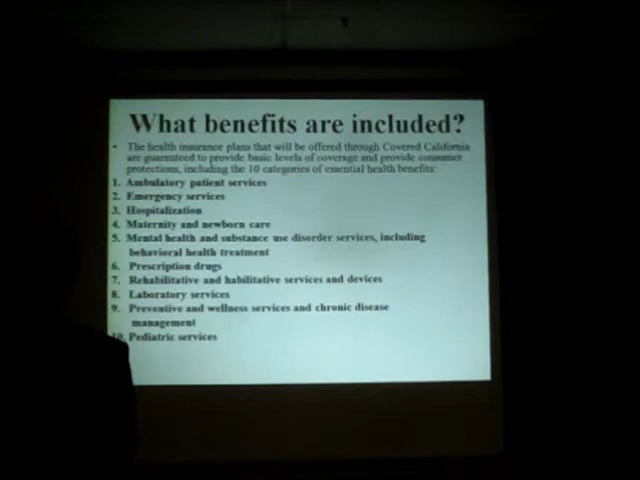 What benefits are included?
• The health insurance plans that will be offered through Covered California
are guaranteed to provide basic levels of coverage and provide consumer
protections, including the 10 categories of essential health benefits:
1. Ambulatory patient services
2. Emergency services
3. Hospitalization
4. Maternity and newborn care
5. Mental health and substance use disorder services, including
behavioral health treatment
6. Prescription drugs
7. Rehabilitative and habilitative services and devices
8. Laboratory services
9. Preventive and wellness services and chronic disease
management
10. Pediatric services